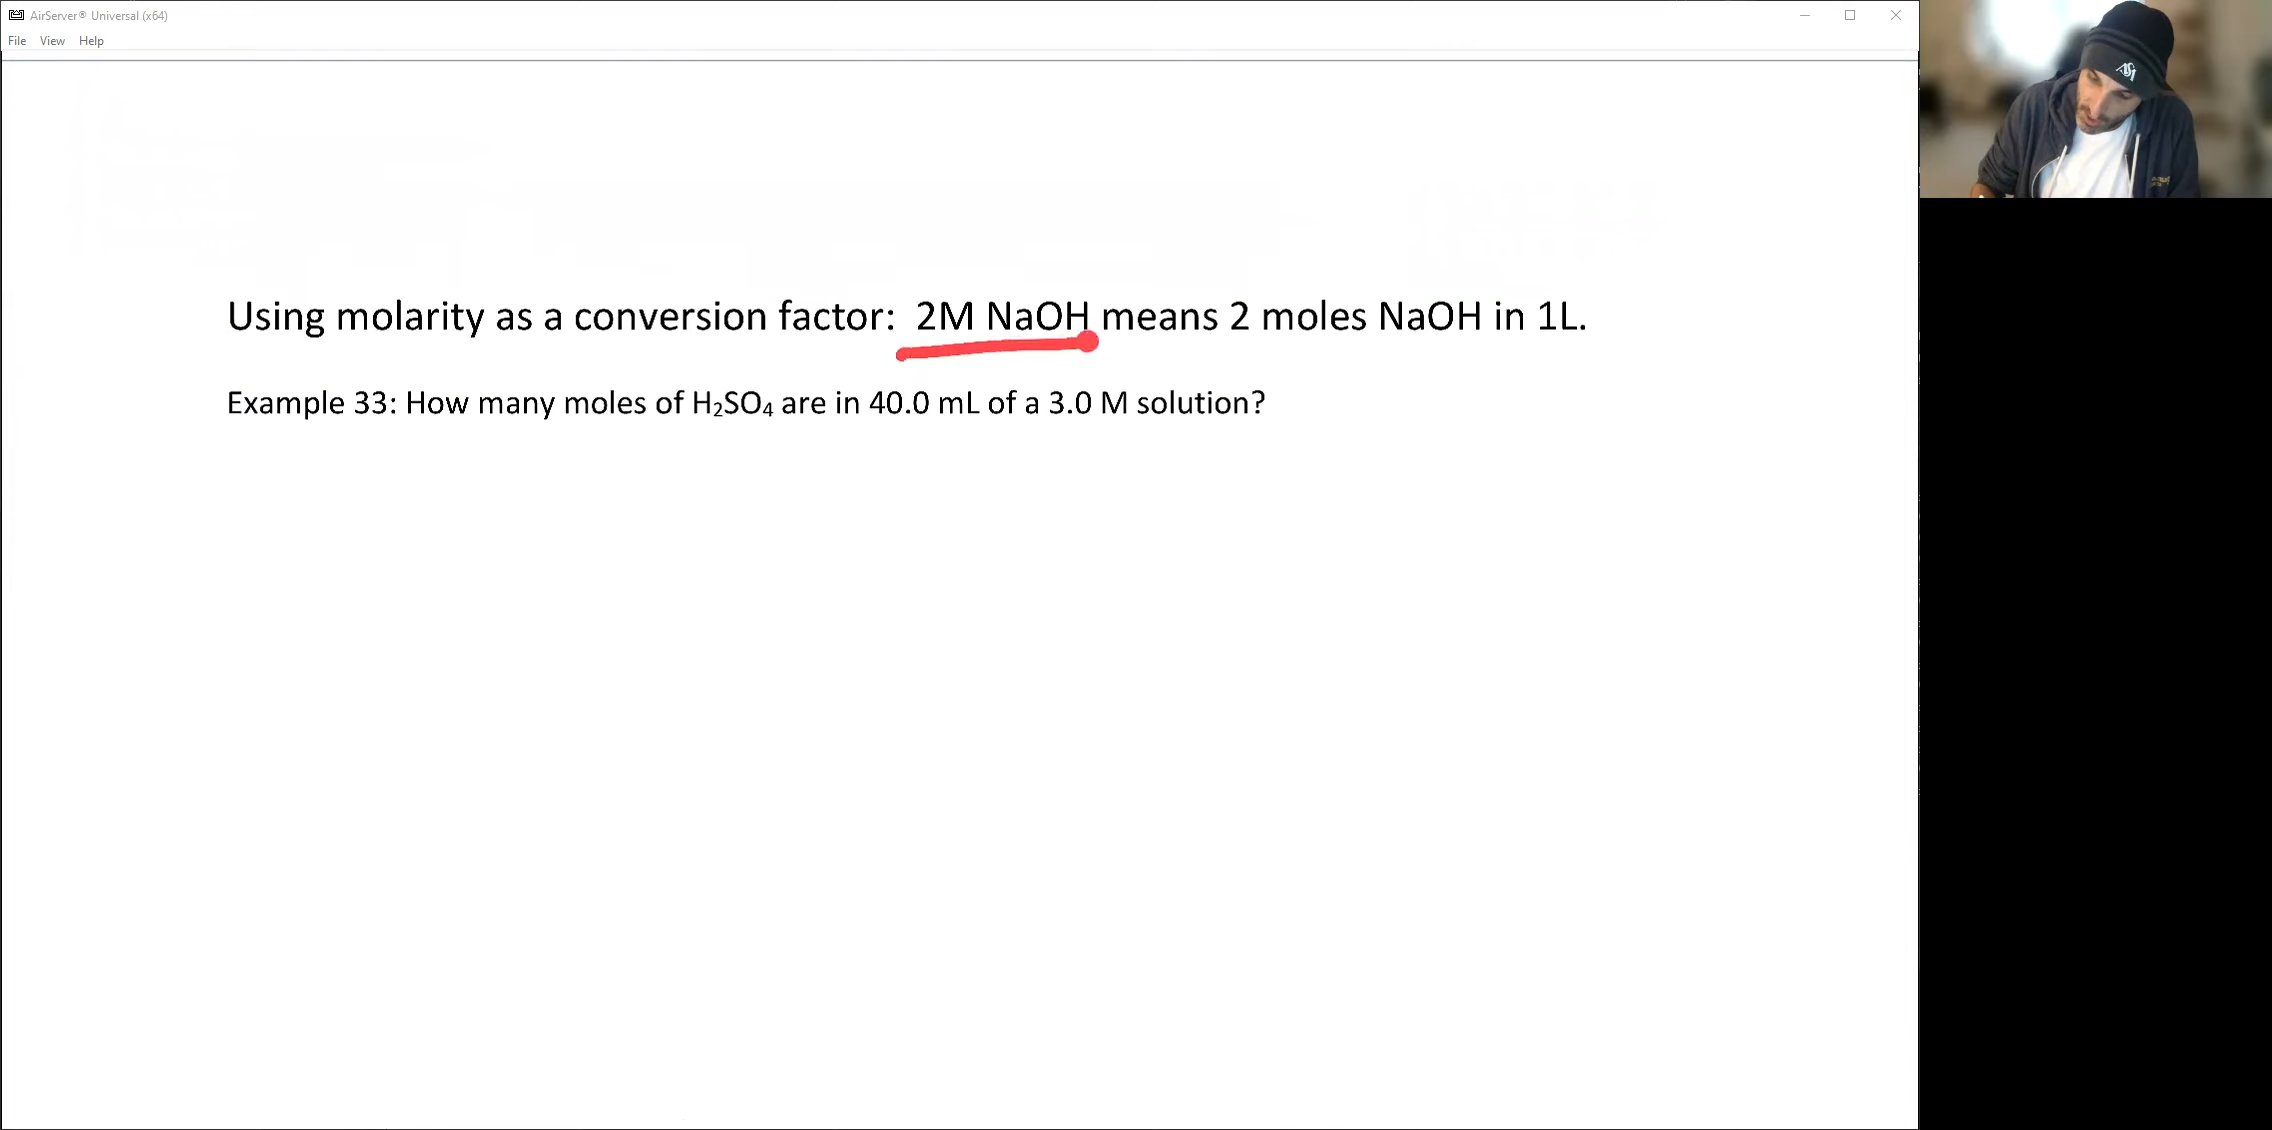 AirServer® Universal (x64)
File View Help
Using molarity as a conversion factor: 2M NaOH means 2 moles NaOH in 1L.
Example 33: How many moles of H₂SO₄ are in 40.0 mL of a 3.0 M solution?